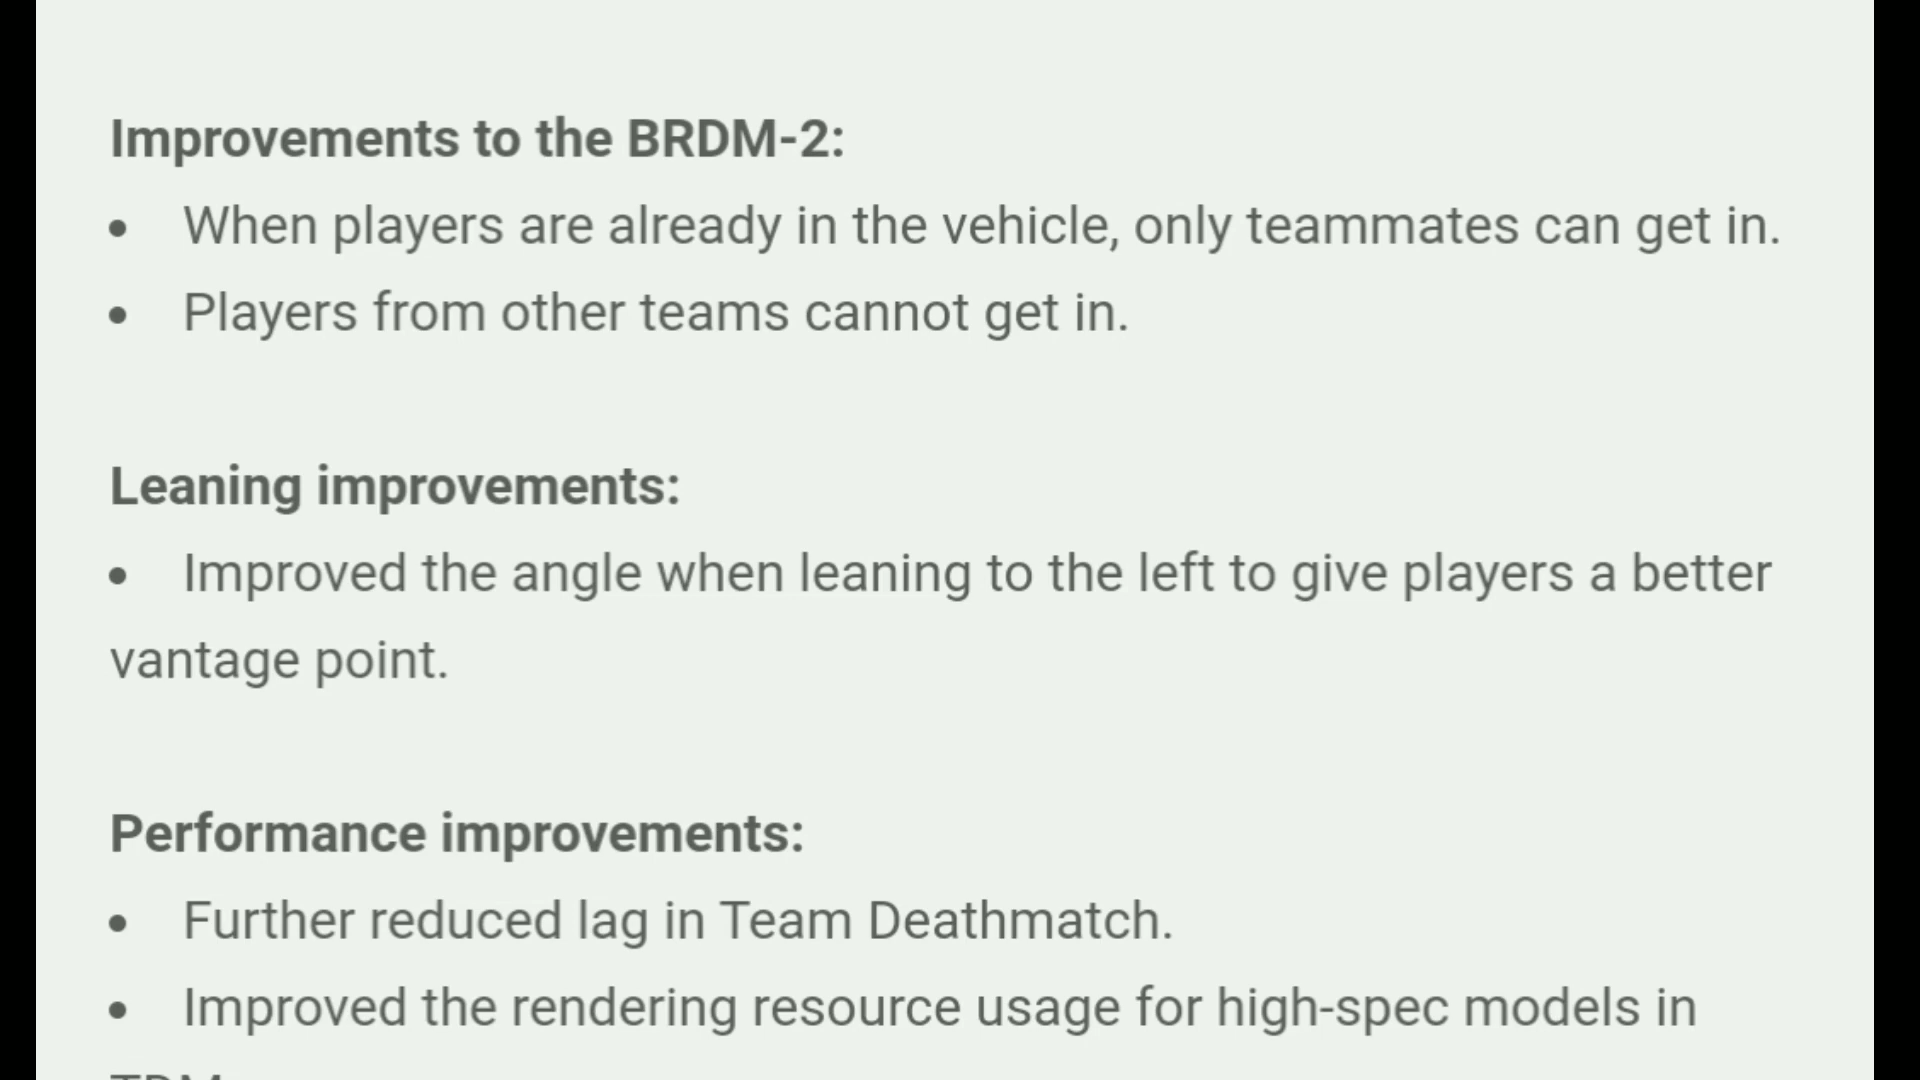 Improvements to the BRDM-2:
• When players are already in the vehicle, only teammates can get in.
• Players from other teams cannot get in.
Leaning improvements:
• Improved the angle when leaning to the left to give players a better
vantage point.
Performance improvements:
• Further reduced lag in Team Deathmatch.
• Improved the rendering resource usage for high-spec models in